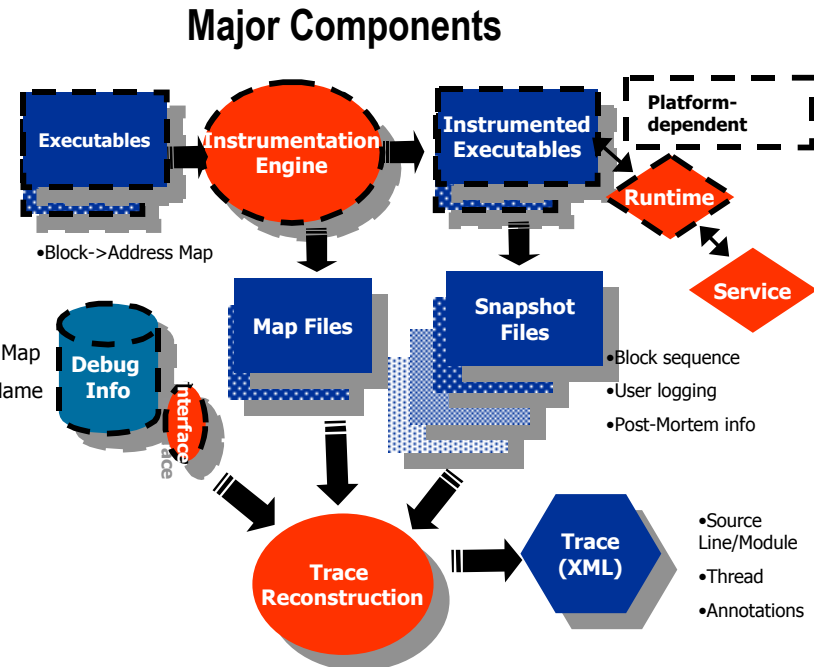 Major Components
Executables
Instrumentation
Engine
Instrumented
Executables
Platform-
dependent
Runtime
Service
•Block->Address Map
Map Files
Snapshot
Files
Map
Debug
Info
Interface
•Block sequence
•User logging
•Post-Mortem info
Trace
Reconstruction
Trace
(XML)
•Source
Line/Module
•Thread
•Annotations